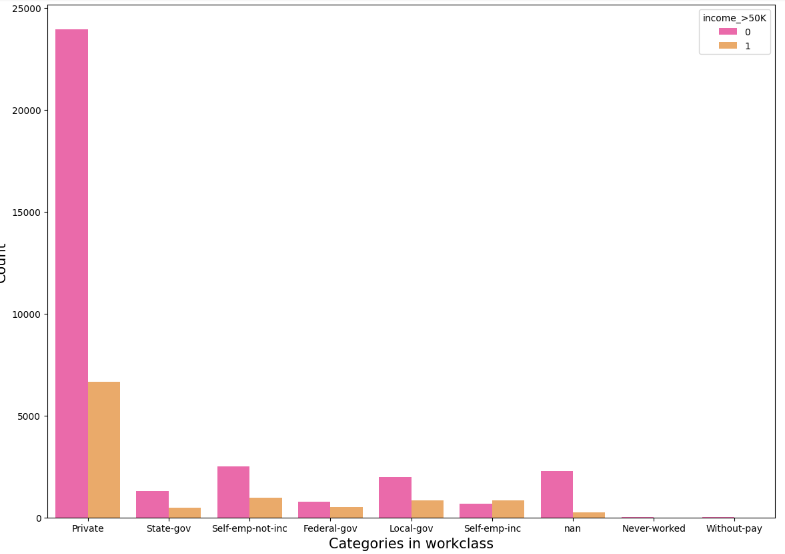 income_>50K
0
1
25000
20000
15000
10000
5000
0
Count
Private State-gov Self-emp-not-inc Federal-gov Local-gov Self-emp-inc nan Never-worked Without-pay
Categories in workclass